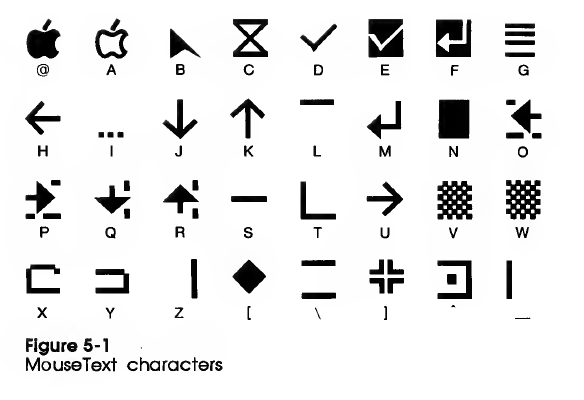 @ A B C D E F G
H I J K L M N O
P Q R S T U V W
X Y Z [ \ ] ^ _
Figure 5-1
MouseText characters